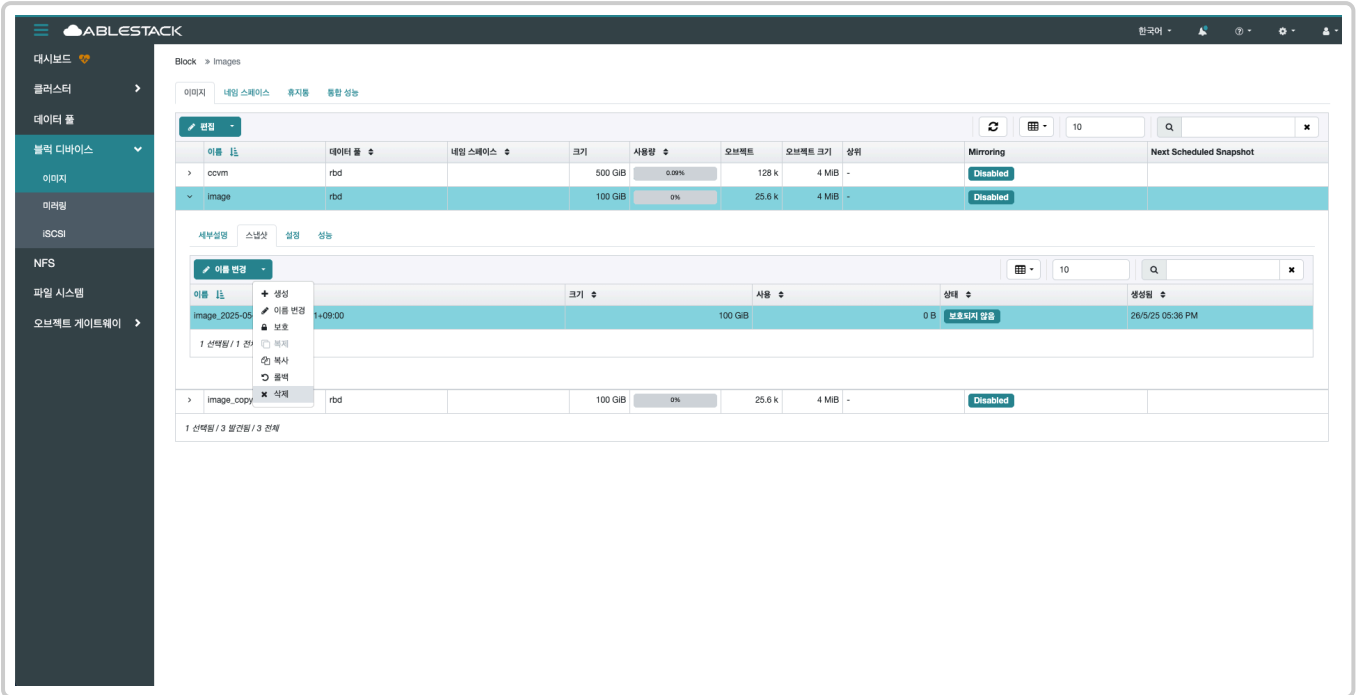 ABLESTACK 한국어
대시보드
클러스터
데이터 풀
블럭 디바이스
이미지
미러링
iSCSI
NFS
파일 시스템
오브젝트 게이트웨이
Block » Images
이미지 네임 스페이스 휴지통 통합 성능
편집 10
이름 데이터 풀 네임 스페이스 크기 사용량 오브젝트 오브젝트 크기 상위 Mirroring Next Scheduled Snapshot
ccvm rbd 500 GiB 0.09% 128 k 4 MiB - Disabled
image rbd 100 GiB 0% 25.6 k 4 MiB - Disabled
세부설명 스냅샷 설정 성능
이름 변경 10
이름 크기 사용 상태 생성됨
image_2025-05 1+09:00 100 GiB 0 B 보호되지 않음 26/5/25 05:36 PM
1 선택됨 / 1
생성
이름 변경
보호
복제
복사
롤백
삭제
image_copy rbd 100 GiB 0% 25.6 k 4 MiB - Disabled
1 선택됨 / 3 발견됨 / 3 전체